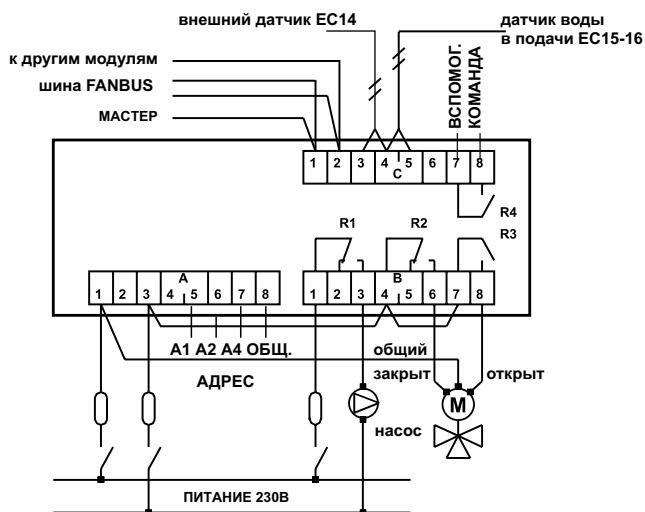 внешний датчик EC14
датчик воды
в подачи EC15-16
к другим модулям
шина FANBUS
МАСТЕР
ВСПОМОГ.
КОМАНДА
1 2 3 4 5 6 7 8
C
R4
R1 R2 R3
A
1 2 3 4 5 6 7 8
B
1 2 3 4 5 6 7 8
A1 A2 A4 ОБЩ.
АДРЕС
общий
закрыт
открыт
M
насос
ПИТАНИЕ 230В